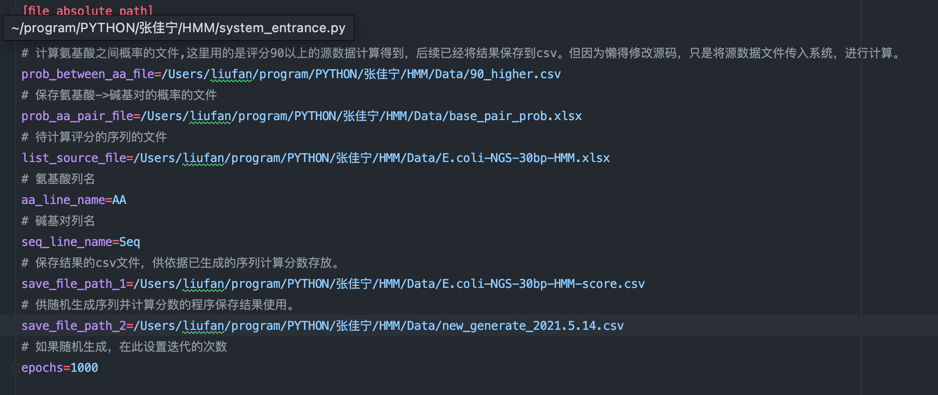 [file absolute path]
~/program/PYTHON/张佳宁/HMM/system_entrance.py
# 计算氨基酸之间概率的文件,这里用的是评分90以上的源数据计算得到，后续已经将结果保存到csv。但因为懒得修改源码，只是将源数据文件传入系统，进行计算。
prob_between_aa_file=/Users/liufan/program/PYTHON/张佳宁/HMM/Data/90_higher.csv
# 保存氨基酸->碱基对的概率的文件
prob_aa_pair_file=/Users/liufan/program/PYTHON/张佳宁/HMM/Data/base_pair_prob.xlsx
# 待计算评分的序列的文件
list_source_file=/Users/liufan/program/PYTHON/张佳宁/HMM/Data/E.coli-NGS-30bp-HMM.xlsx
# 氨基酸列名
aa_line_name=AA
# 碱基对列名
seq_line_name=Seq
# 保存结果的csv文件，供依据已生成的序列计算分数存放。
save_file_path_1=/Users/liufan/program/PYTHON/张佳宁/HMM/Data/E.coli-NGS-30bp-HMM-score.csv
# 供随机生成序列并计算分数的程序保存结果使用。
save_file_path_2=/Users/liufan/program/PYTHON/张佳宁/HMM/Data/new_generate_2021.5.14.csv
# 如果随机生成，在此设置迭代的次数
epochs=1000